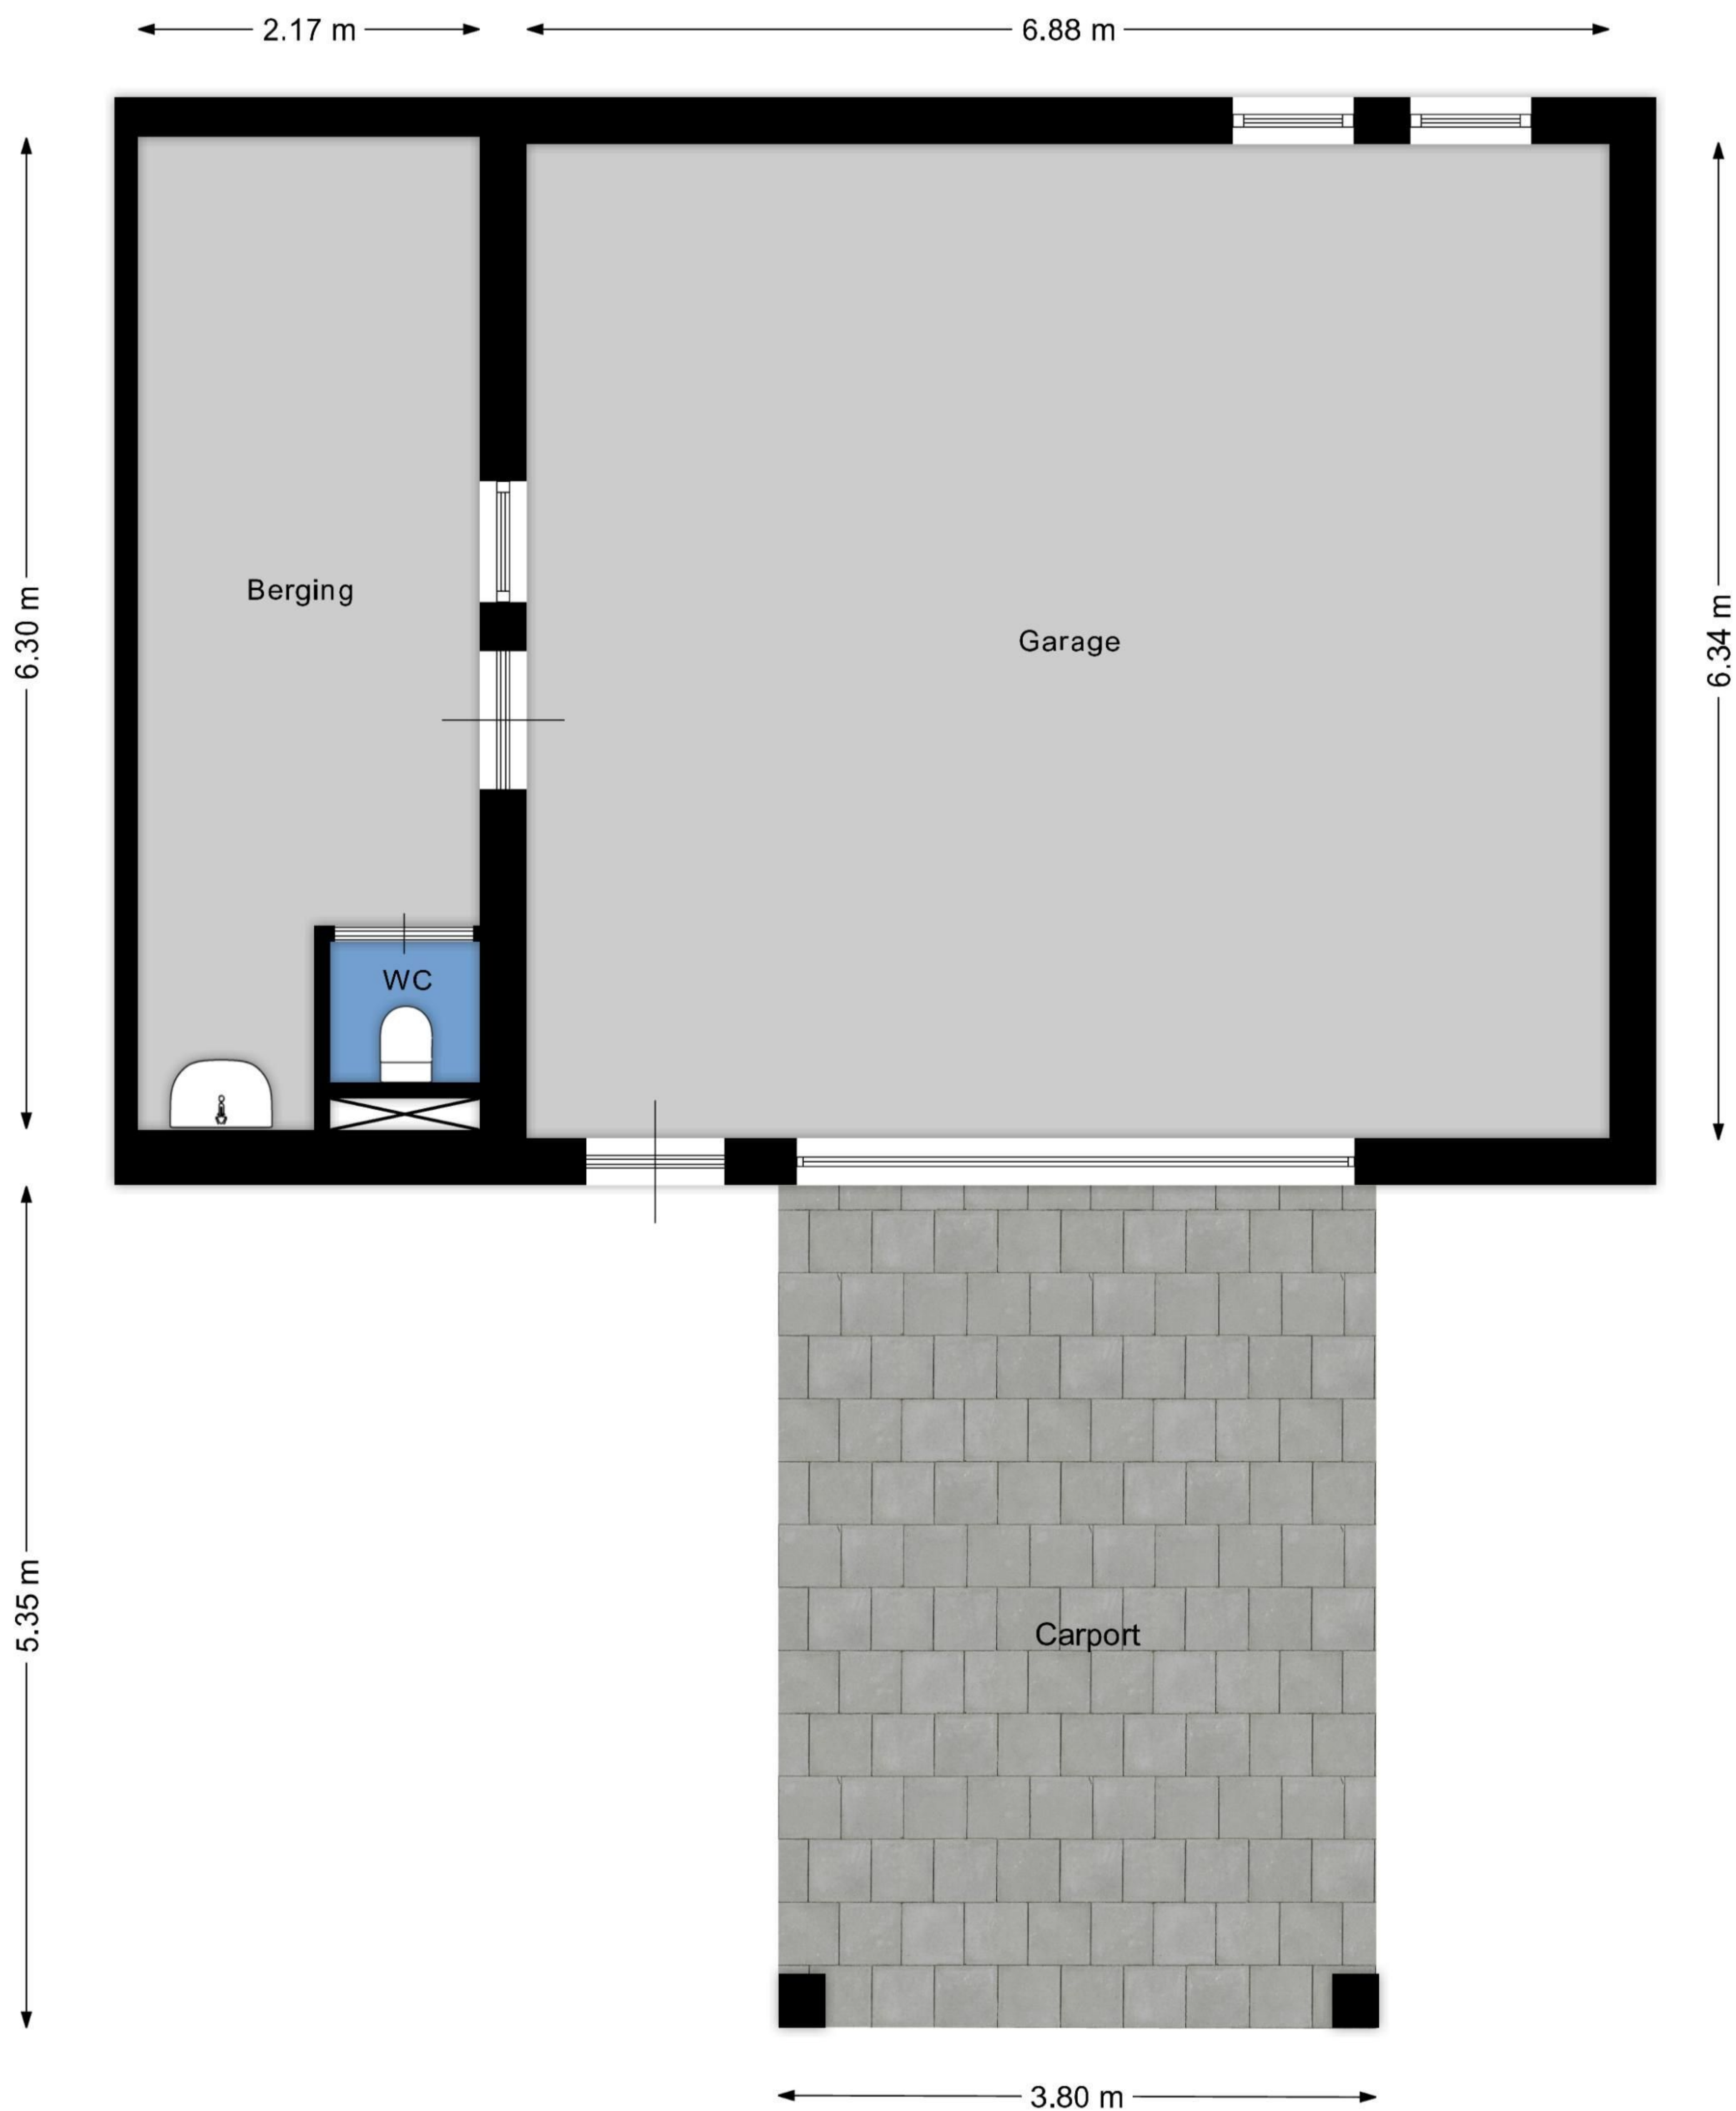 2.17 m
6.88 m
Berging
Garage
6.30 m
6.34 m
WC
5.35 m
Carport
3.80 m